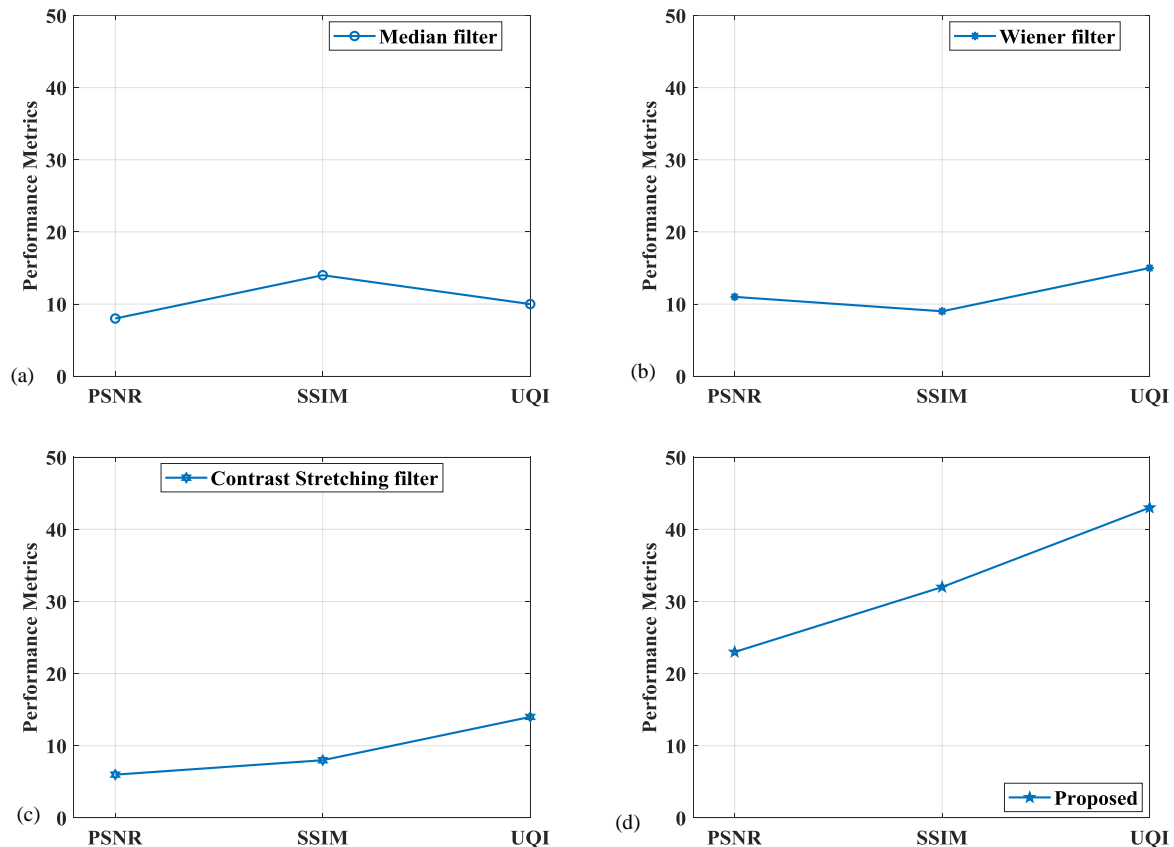 50
40
30
20
10
0
Performance Metrics
Median filter
(a)
PSNR SSIM UQI
50
40
30
20
10
0
Performance Metrics
Wiener filter
(b)
PSNR SSIM UQI
50
40
30
20
10
0
Performance Metrics
Contrast Stretching filter
(c)
PSNR SSIM UQI
50
40
30
20
10
0
Performance Metrics
Proposed
(d)
PSNR SSIM UQI